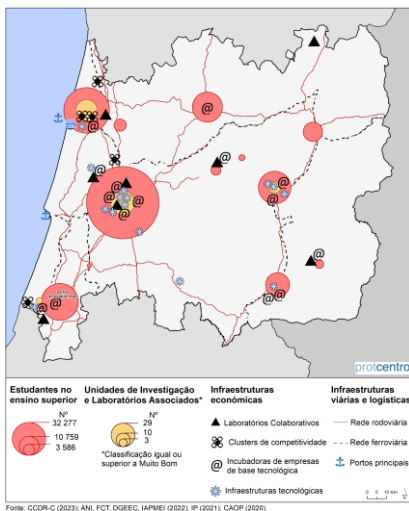 @
protcentro
Estudantes no
ensino superior
Nº
32 277
10 759
3 586
Unidades de Investigação
e Laboratórios Associados*
Nº
29
10
3
*Classificação igual ou
superior a Muito Bom
Infraestruturas
económicas
Laboratórios Colaborativos
Clusters de competitividade
@ Incubadoras de empresas
de base tecnológica
Infraestruturas tecnológicas
Infraestruturas
viárias e logísticas
Rede rodoviária
Rede ferroviária
Portos principais
0 5 10 Km
Fonte: CCDR-C (2023); ANI, FCT, DGEEC, IAPMEI (2022); IP (2021); CAOP (2020).